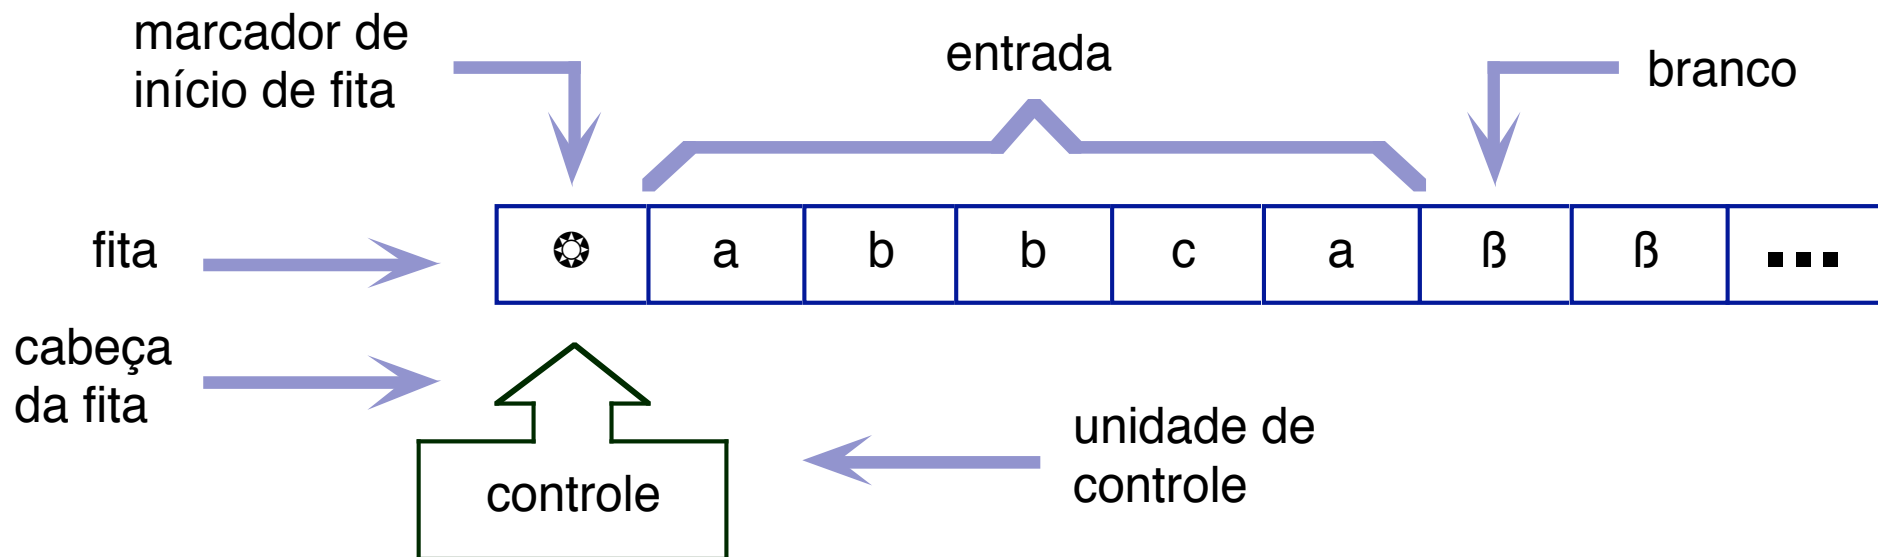 marcador de
início de fita
entrada
branco
fita
❂ a b b c a ß ß ...
cabeça
da fita
controle
unidade de
controle